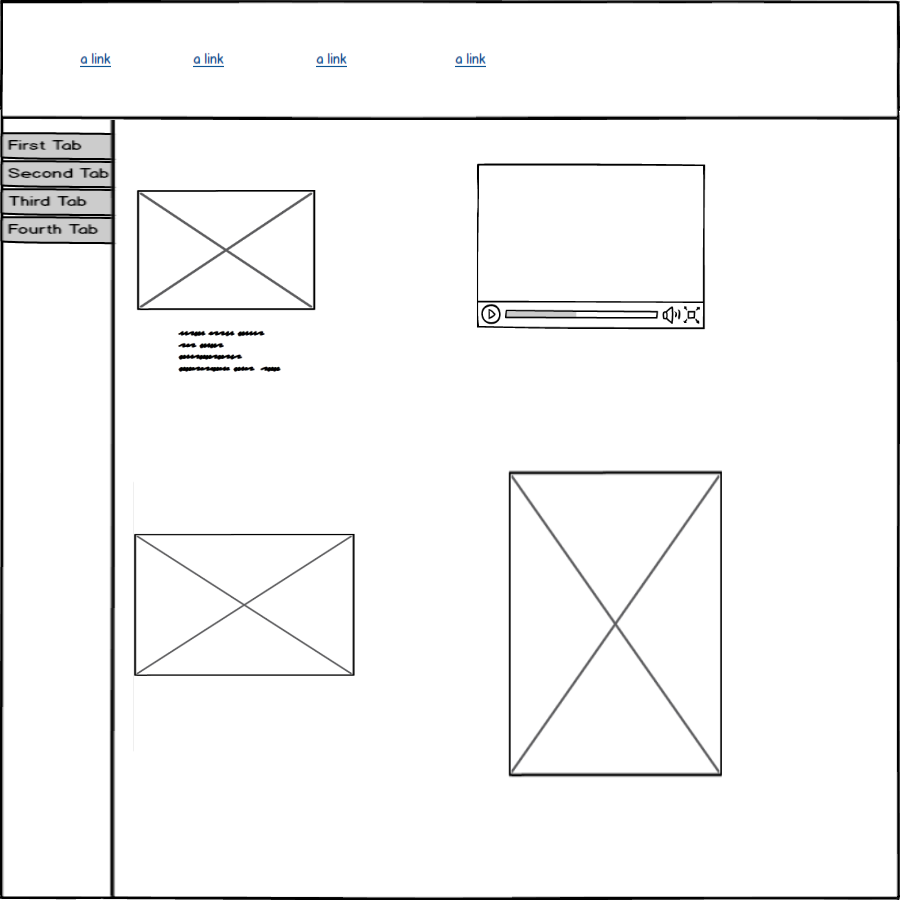 a link a link a link a link
First Tab
Second Tab
Third Tab
Fourth Tab